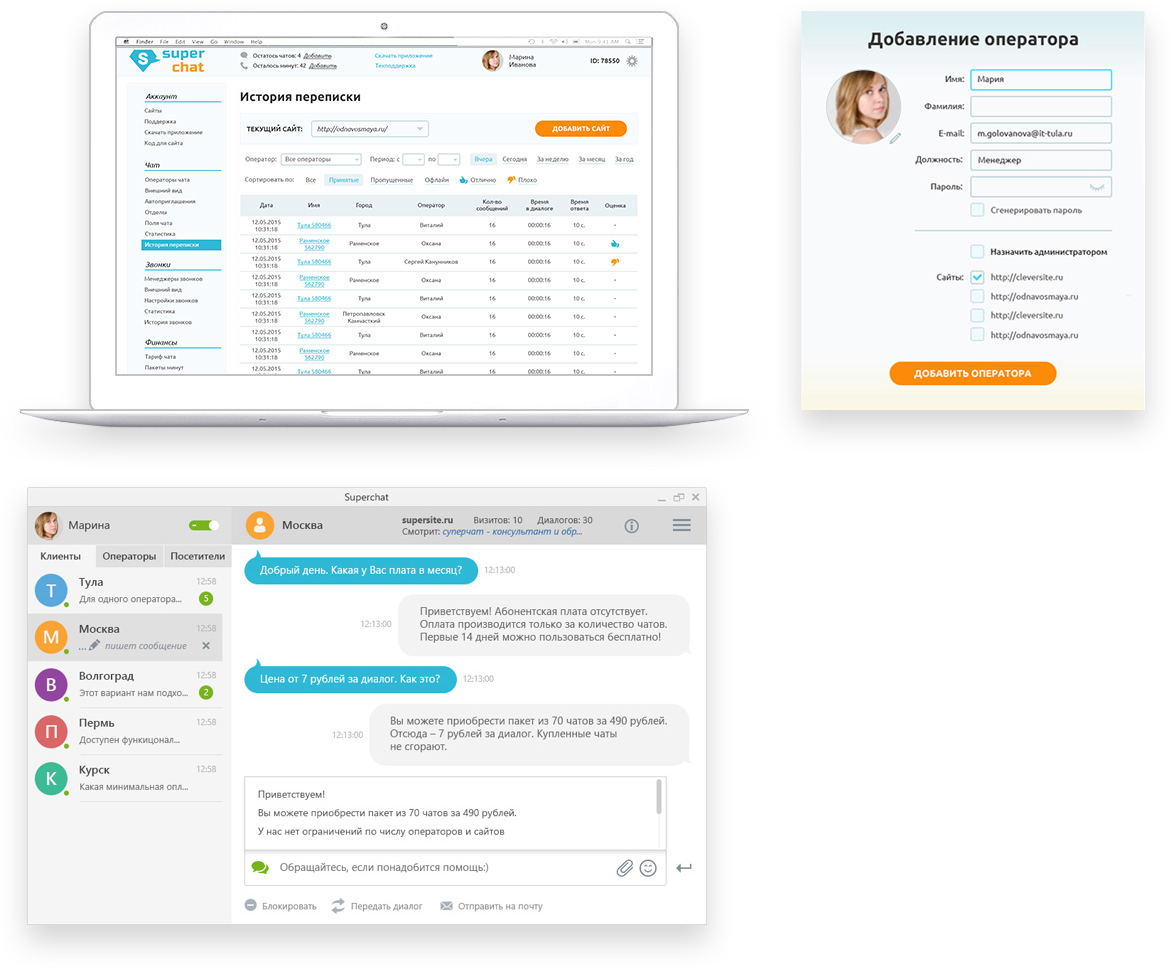 Finder File Edit View Go Window Help
Mon 9:41 AM
super
chat
Осталось чатов: 4 Добавить
Осталось минут: 42 Добавить
Скачать приложение
Техподдержка
Марина
Иванова
ID: 78550
Аккаунт
Сайты
Поддержка
Скачать приложение
Код для сайта
Чат
Операторы чата
Внешний вид
Автоприглашения
Отделы
Поля чата
Статистика
История переписки
Звонки
Менеджеры звонков
Внешний вид
Настройки звонков
Статистика
История звонков
Финансы
Тариф чата
Пакеты минут
История переписки
ТЕКУЩИЙ САЙТ: http://odnavosmaya.ru/ ДОБАВИТЬ САЙТ
Оператор: Все операторы Период: с по Вчера Сегодня За неделю За месяц За год
Сортировать по: Все Принятые Пропущенные Офлайн Отлично Плохо
Дата Имя Город Оператор Кол-во сообщений Время в диалоге Время ответа Оценка
12.05.2015 10:31:18 Тула 580466 Тула Виталий 16 00:00:16 10 с. -
12.05.2015 10:31:18 Раменское 562790 Раменское Оксана 16 00:00:16 10 с.
12.05.2015 10:31:18 Тула 580466 Тула Сергей Канунников 16 00:00:16 10 с.
12.05.2015 10:31:18 Раменское 562790 Раменское Оксана 16 00:00:16 10 с. -
12.05.2015 10:31:18 Тула 580466 Тула Виталий 16 00:00:16 10 с. -
12.05.2015 10:31:18 Раменское 562790 Петропавловск Камчасткий Оксана 16 00:00:16 10 с. -
12.05.2015 10:31:18 Тула 580466 Тула Виталий 16 00:00:16 10 с. -
12.05.2015 10:31:18 Раменское 562790 Раменское Оксана 16 00:00:16 10 с. -
12.05.2015 10:31:18 Тула 580466 Тула Виталий 16 00:00:16 10 с. -
Добавление оператора
Имя: Мария
Фамилия:
E-mail: m.golovanova@it-tula.ru
Должность: Менеджер
Пароль:
Сгенерировать пароль
Назначить администратором
Сайты: http://cleversite.ru
http://odnavosmaya.ru
http://cleversite.ru
http://odnavosmaya.ru
ДОБАВИТЬ ОПЕРАТОРА
Superchat
Марина
Клиенты Операторы Посетители
Т Тула 12:58
Для одного оператора... 5
М Москва 12:58
... пишет сообщение
В Волгоград 12:58
Этот вариант нам подхо... 2
П Пермь 12:58
Доступен функицонал...
К Курск 12:58
Какая минимальная опл...
Москва
supersite.ru Визитов: 10 Диалогов: 30
Смотрит: суперчат - консультант и обр...
Добрый день. Какая у Вас плата в месяц? 12:13:00
12:13:00
Приветствуем! Абонентская плата отсутствует.
Оплата производится только за количество чатов.
Первые 14 дней можно пользоваться бесплатно!
Цена от 7 рублей за диалог. Как это? 12:13:00
12:13:00
Вы можете приобрести пакет из 70 чатов за 490 рублей.
Отсюда – 7 рублей за диалог. Купленные чаты
не сгорают.
Приветствуем!
Вы можете приобрести пакет из 70 чатов за 490 рублей.
У нас нет ограничений по числу операторов и сайтов
Обращайтесь, если понадобится помощь:)
Блокировать Передать диалог Отправить на почту